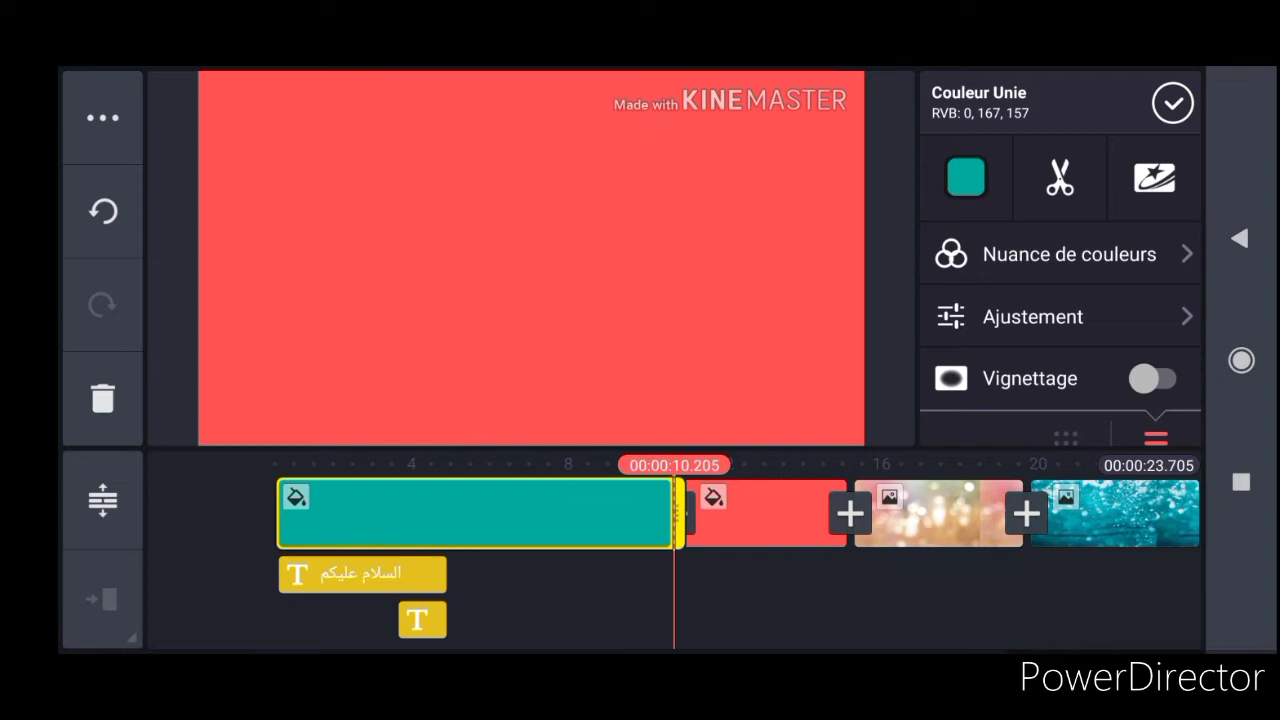 Made with KINEMASTER
Couleur Unie
RVB: 0, 167, 157
Nuance de couleurs
Ajustement
Vignettage
4
8
00:00:10.205
16
20
00:00:23.705
T السلام عليكم
T
PowerDirector